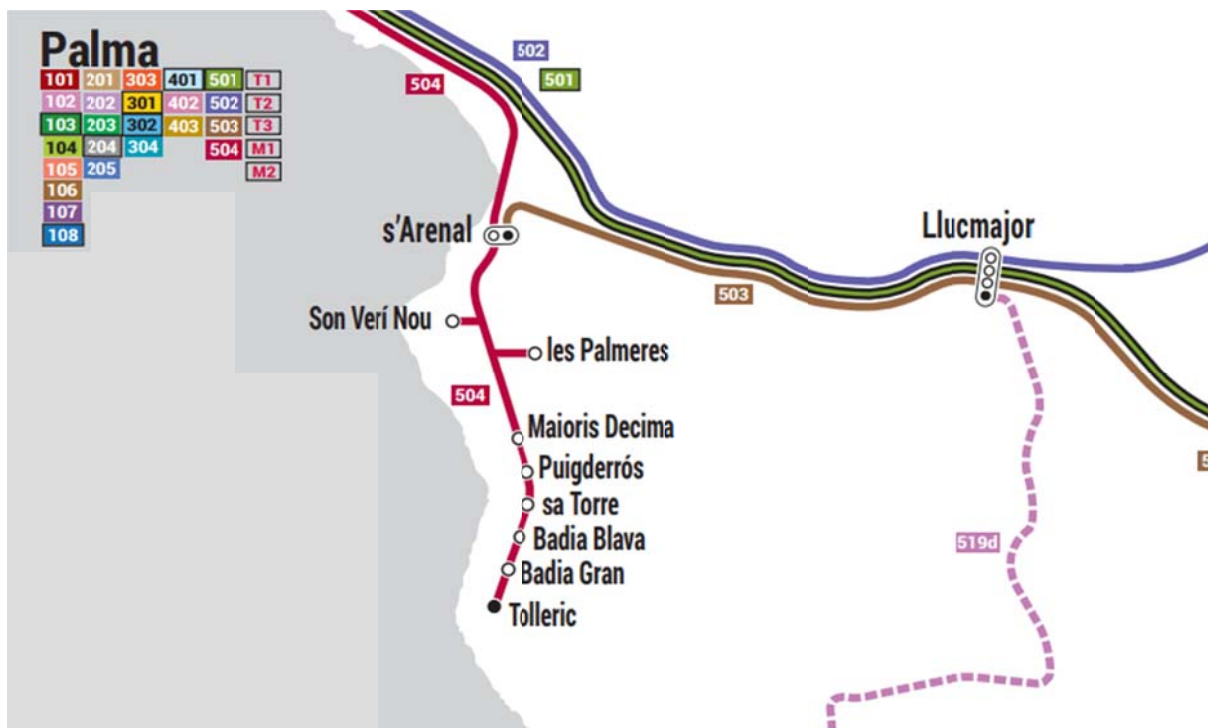 Palma
101 201 303 401 501 T1
102 202 301 402 502 T2
103 203 302 403 503 T3
104 204 304 504 M1
105 205 M2
106
107
108
502
501
504
s'Arenal
Llucmajor
503
Son Verí Nou
les Palmeres
504
Maioris Decima
Puigderrós
sa Torre
519d
Badia Blava
Badia Gran
Tolleric